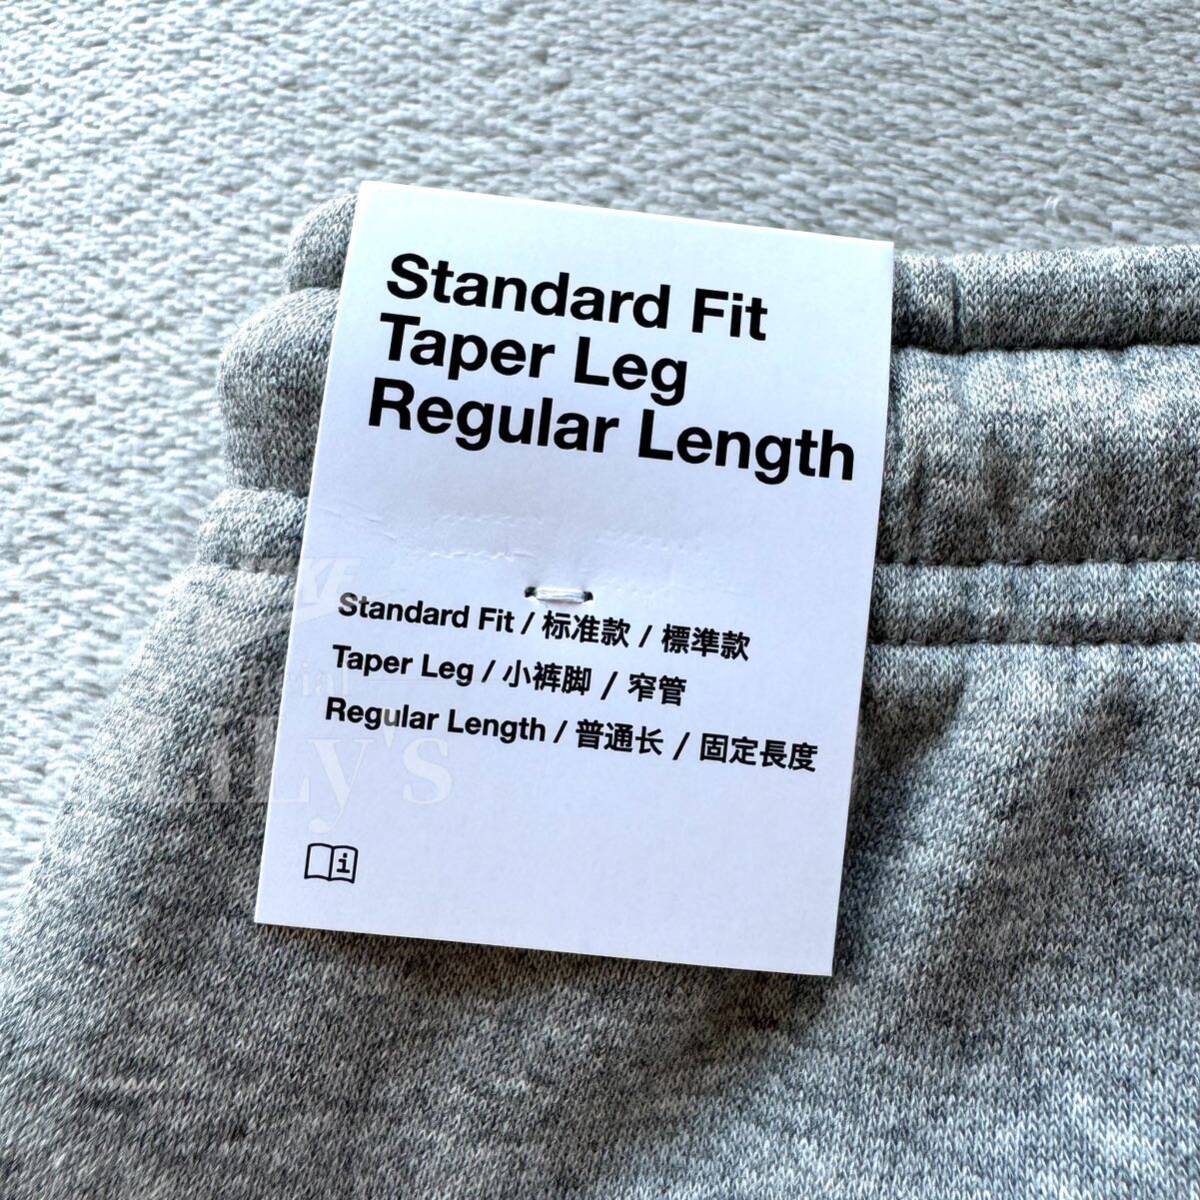 Standard Fit
Taper Leg
Regular Length
Standard Fit / 标准款 / 標準款
Taper Leg / 小裤脚 / 窄管
Regular Length / 普通长 / 固定長度
i
LiLy's